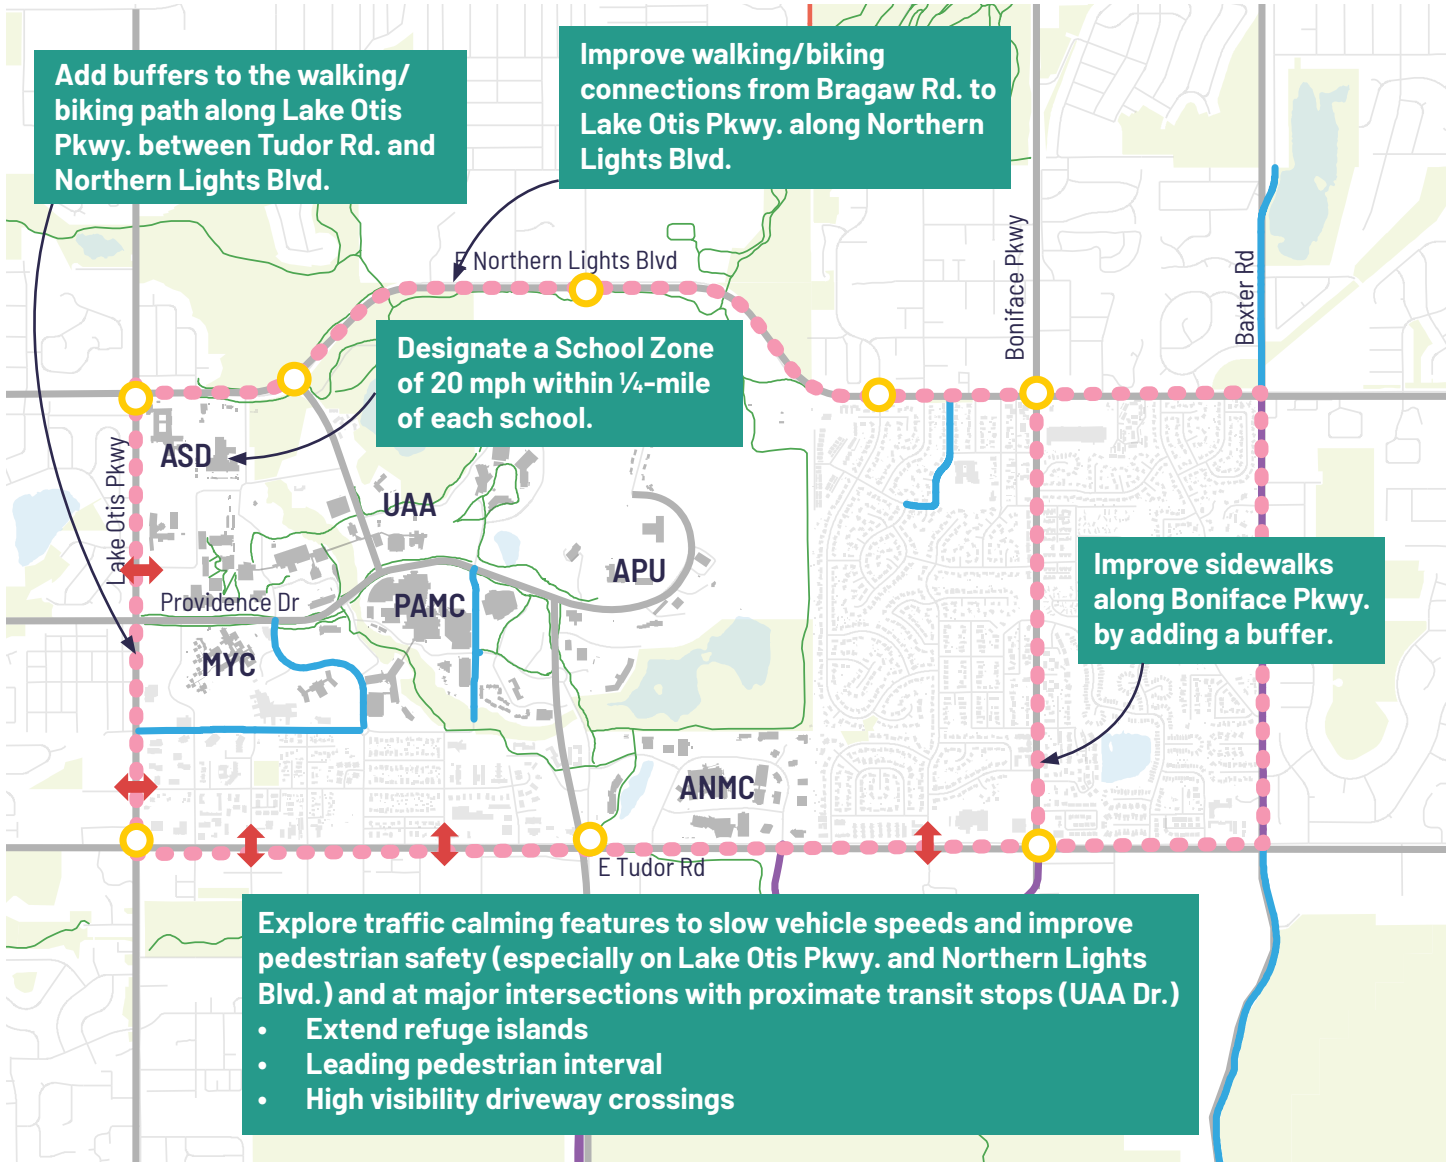 Add buffers to the walking/
biking path along Lake Otis
Pkwy. between Tudor Rd. and
Northern Lights Blvd.
Improve walking/biking
connections from Bragaw Rd. to
Lake Otis Pkwy. along Northern
Lights Blvd.
E Northern Lights Blvd
Boniface Pkwy
Baxter Rd
Designate a School Zone
of 20 mph within ¼-mile
of each school.
ASD
Lake Otis Pkwy
UAA
APU
Providence Dr
PAMC
MYC
Improve sidewalks
along Boniface Pkwy.
by adding a buffer.
ANMC
E Tudor Rd
Explore traffic calming features to slow vehicle speeds and improve
pedestrian safety (especially on Lake Otis Pkwy. and Northern Lights
Blvd.) and at major intersections with proximate transit stops (UAA Dr.)
• Extend refuge islands
• Leading pedestrian interval
• High visibility driveway crossings